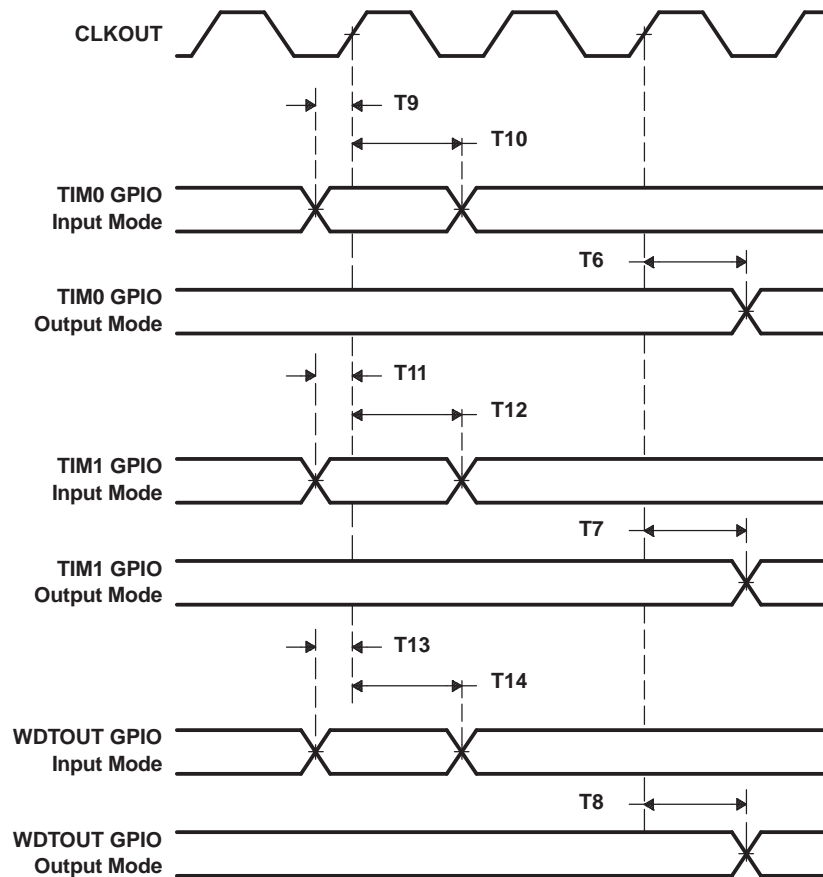 CLKOUT
T9
T10
TIM0 GPIO
Input Mode
T6
TIM0 GPIO
Output Mode
T11
T12
TIM1 GPIO
Input Mode
T7
TIM1 GPIO
Output Mode
T13
T14
WDTOUT GPIO
Input Mode
T8
WDTOUT GPIO
Output Mode